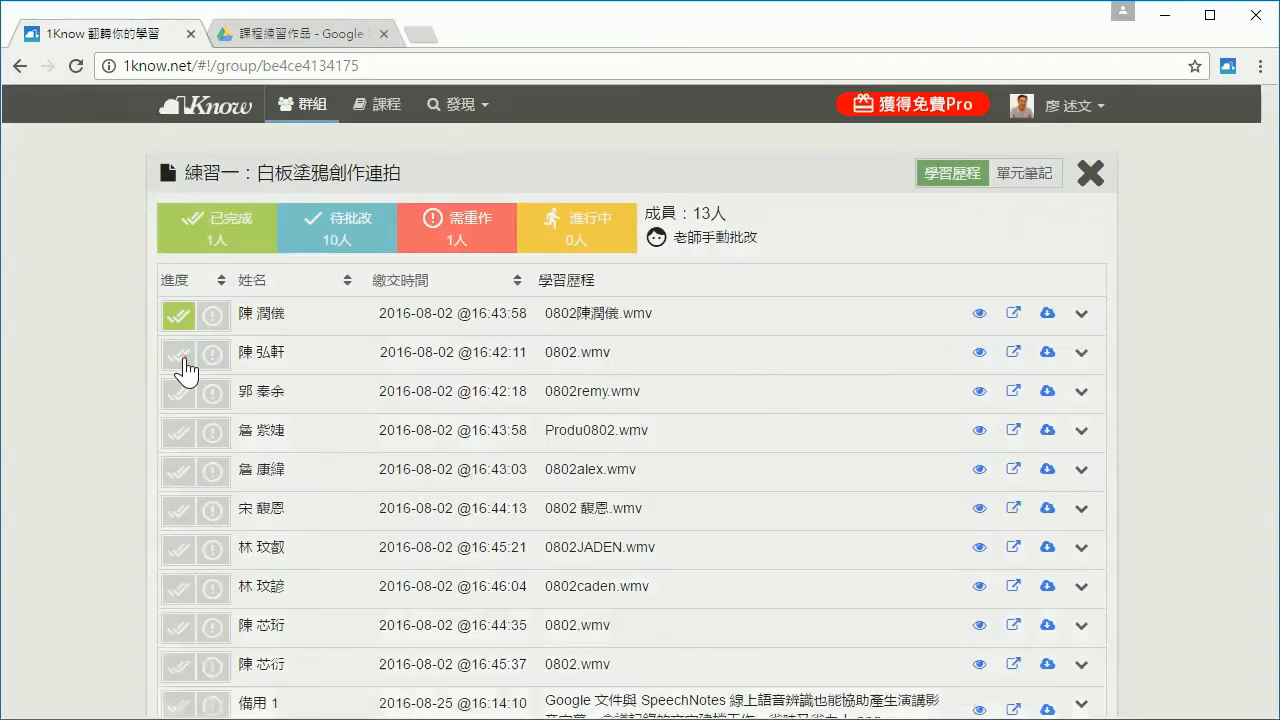 1Know 翻轉你的學習
課程練習作品 - Google
1know.net/#!/group/be4ce4134175
1Know 群組 課程 發現 獲得免費Pro 廖 述文
練習一：白板塗鴉創作連拍 學習歷程 單元筆記
已完成 待批改 需重作 進行中 成員：13人
1人 10人 1人 0人 老師手動批改
進度 姓名 繳交時間 學習歷程
陳 潤儀 2016-08-02 @16:43:58 0802陳潤儀.wmv
陳 弘軒 2016-08-02 @16:42:11 0802.wmv
郭 秦余 2016-08-02 @16:42:18 0802remy.wmv
詹 紫婕 2016-08-02 @16:43:58 Produ0802.wmv
詹 康緯 2016-08-02 @16:43:03 0802alex.wmv
宋 馥恩 2016-08-02 @16:44:13 0802 馥恩.wmv
林 玟叡 2016-08-02 @16:45:21 0802JADEN.wmv
林 玟諺 2016-08-02 @16:46:04 0802caden.wmv
陳 芯珩 2016-08-02 @16:44:35 0802.wmv
陳 芯衍 2016-08-02 @16:45:37 0802.wmv
備用 1 2016-08-25 @16:14:10 Google 文件與 SpeechNotes 線上語音辨識也能協助產生演講影